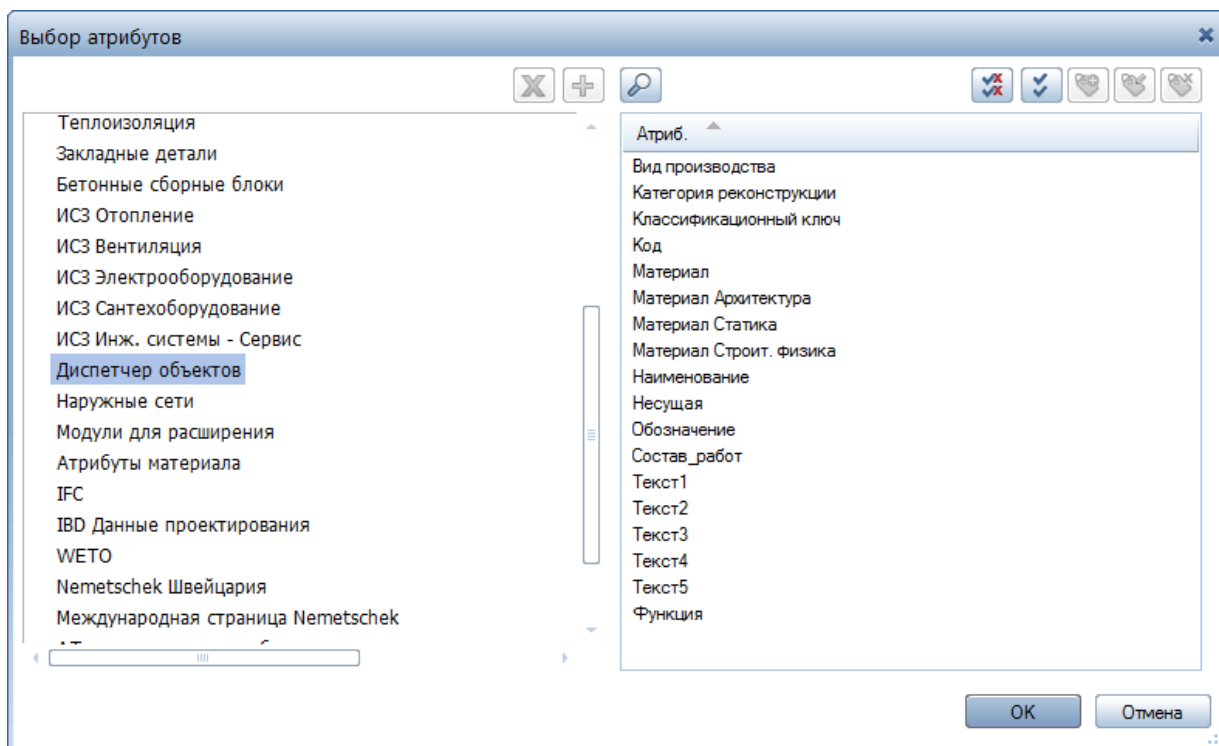 Выбор атрибутов
Теплоизоляция
Закладные детали
Бетонные сборные блоки
ИСЗ Отопление
ИСЗ Вентиляция
ИСЗ Электрооборудование
ИСЗ Сантехоборудование
ИСЗ Инж. системы - Сервис
Диспетчер объектов
Наружные сети
Модули для расширения
Атрибуты материала
IFC
IBD Данные проектирования
WETO
Nemetschek Швейцария
Международная страница Nemetschek
Атриб.
Вид производства
Категория реконструкции
Классификационный ключ
Код
Материал
Материал Архитектура
Материал Статика
Материал Строит. физика
Наименование
Несущая
Обозначение
Состав_работ
Текст1
Текст2
Текст3
Текст4
Текст5
Функция
OK
Отмена